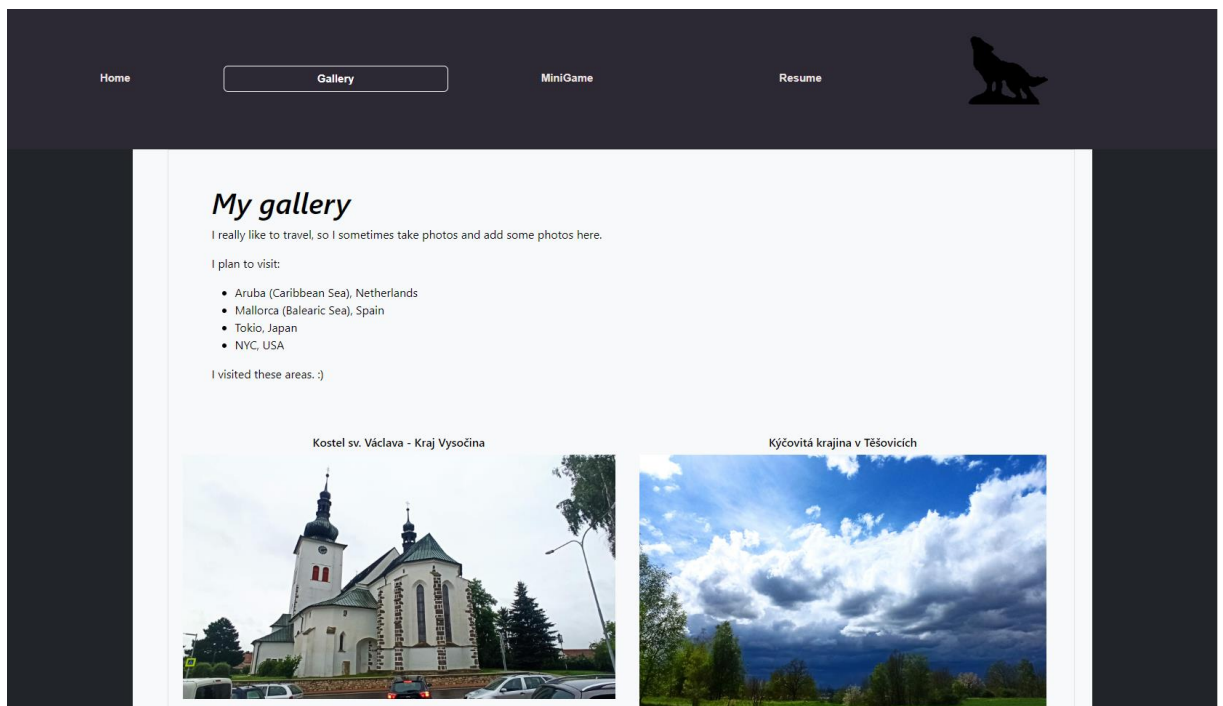 Home
Gallery
MiniGame
Resume
My gallery
I really like to travel, so I sometimes take photos and add some photos here.
I plan to visit:
Aruba (Caribbean Sea), Netherlands
Mallorca (Balearic Sea), Spain
Tokio, Japan
NYC, USA
I visited these areas. :)
Kostel sv. Václava - Kraj Vysočina
Kýčovitá krajina v Těšovicích